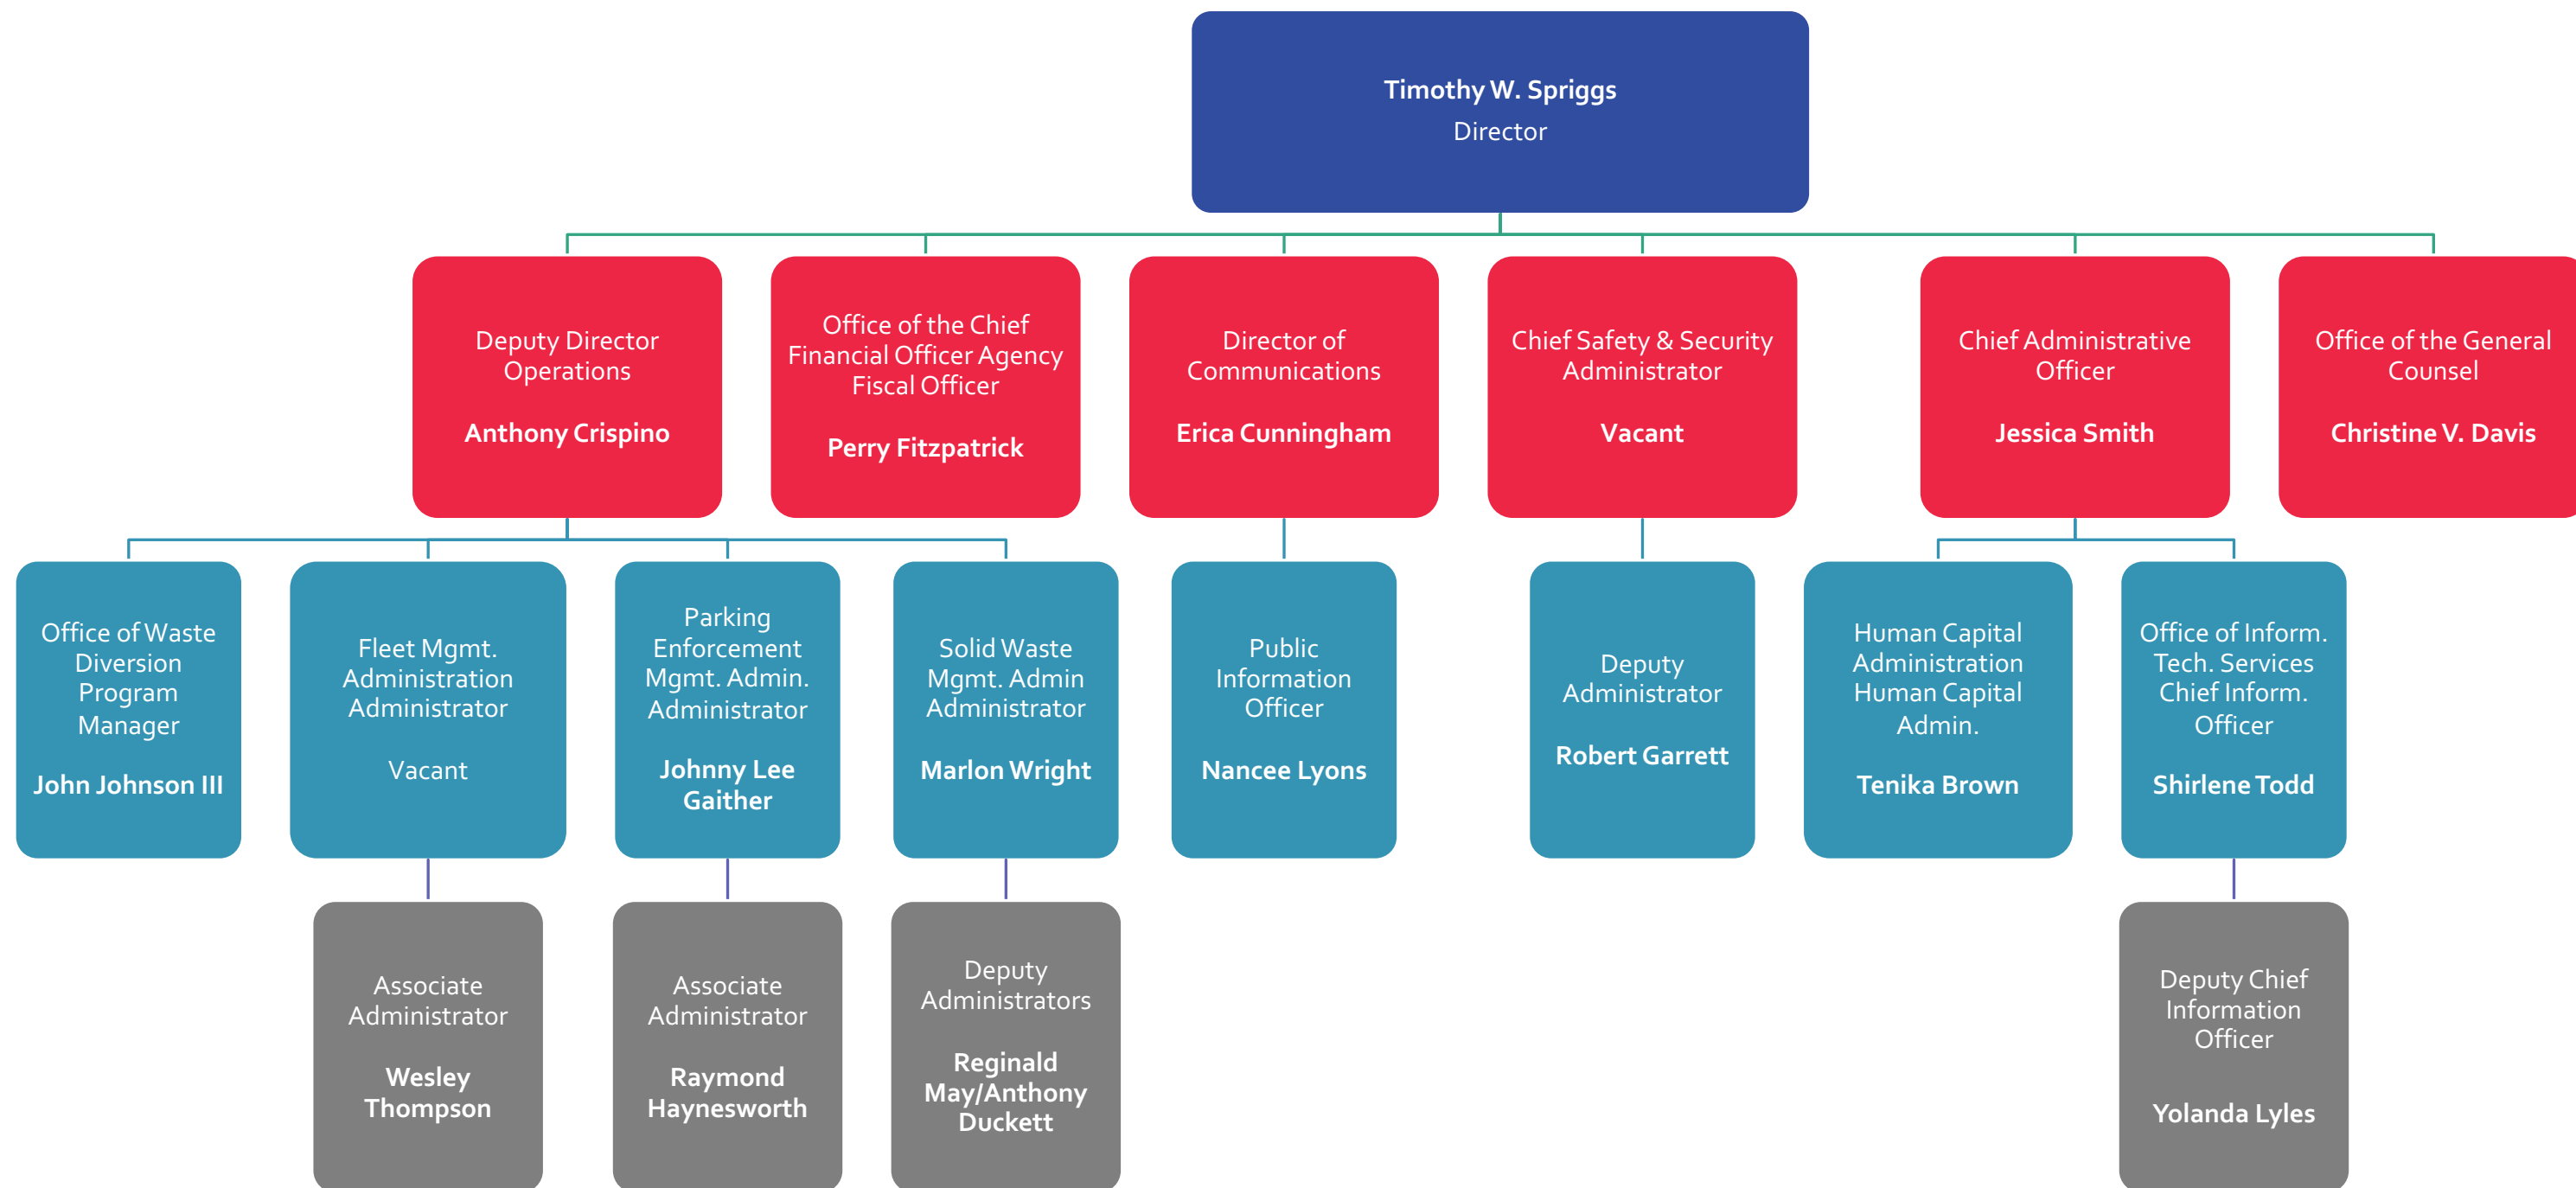 Timothy W. Spriggs
Director
Deputy Director
Operations
Anthony Crispino
Office of the Chief
Financial Officer Agency
Fiscal Officer
Perry Fitzpatrick
Director of
Communications
Erica Cunningham
Chief Safety & Security
Administrator
Vacant
Chief Administrative
Officer
Jessica Smith
Office of the General
Counsel
Christine V. Davis
Office of Waste
Diversion
Program
Manager
John Johnson III
Fleet Mgmt.
Administration
Administrator
Vacant
Parking
Enforcement
Mgmt. Admin.
Administrator
Johnny Lee
Gaither
Solid Waste
Mgmt. Admin
Administrator
Marlon Wright
Public
Information
Officer
Nancee Lyons
Deputy
Administrator
Robert Garrett
Human Capital
Administration
Human Capital
Admin.
Tenika Brown
Office of Inform.
Tech. Services
Chief Inform.
Officer
Shirlene Todd
Associate
Administrator
Wesley
Thompson
Associate
Administrator
Raymond
Haynesworth
Deputy
Administrators
Reginald
May/Anthony
Duckett
Deputy Chief
Information
Officer
Yolanda Lyles